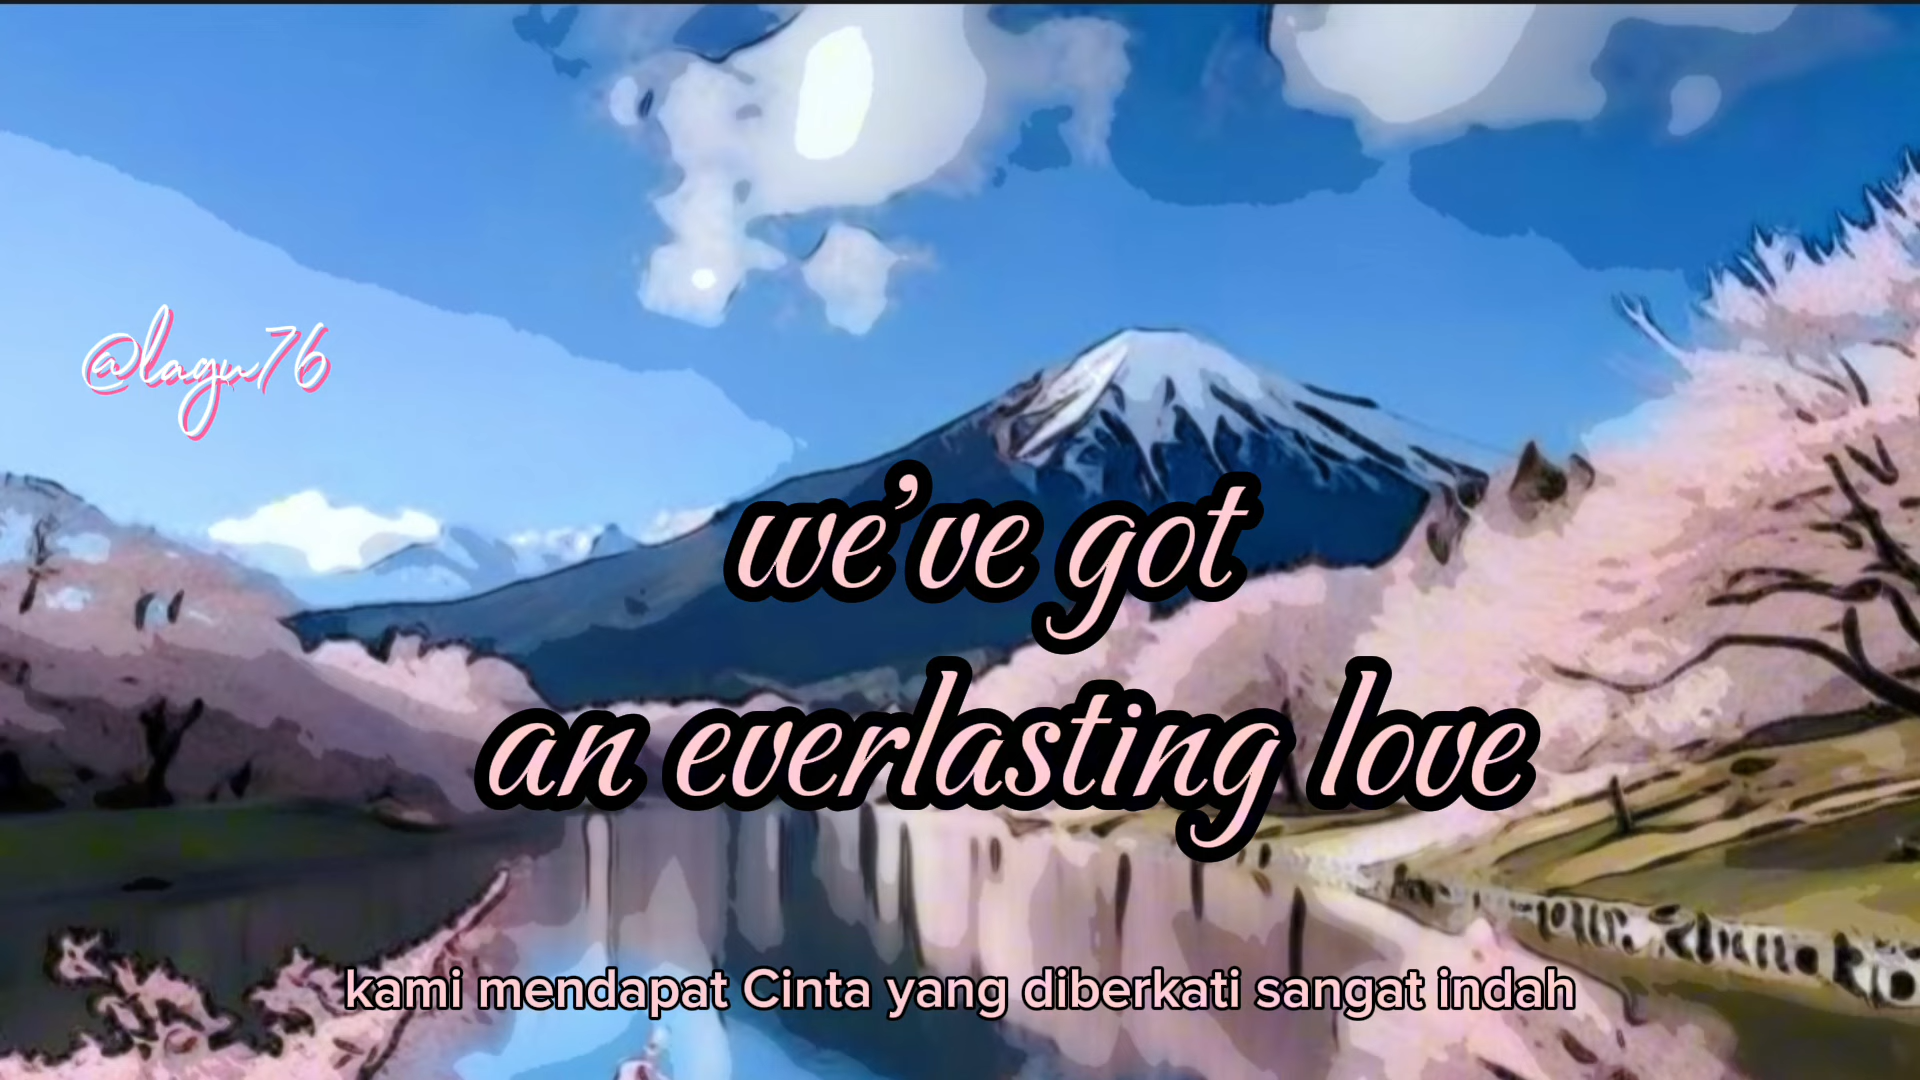 @lagu76
we've got
an everlasting love
kami mendapat Cinta yang diberkati sangat indah